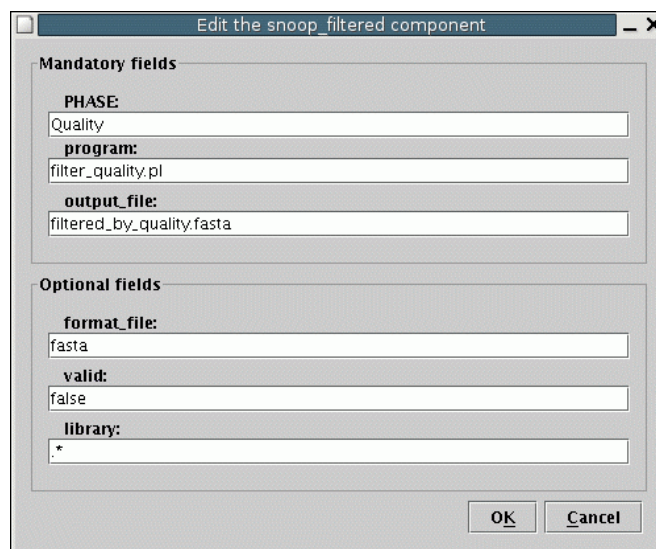 Edit the snoop_filtered component
Mandatory fields
PHASE:
Quality
program:
filter_quality.pl
output_file:
filtered_by_quality.fasta
Optional fields
format_file:
fasta
valid:
false
library:
.*
OK
Cancel